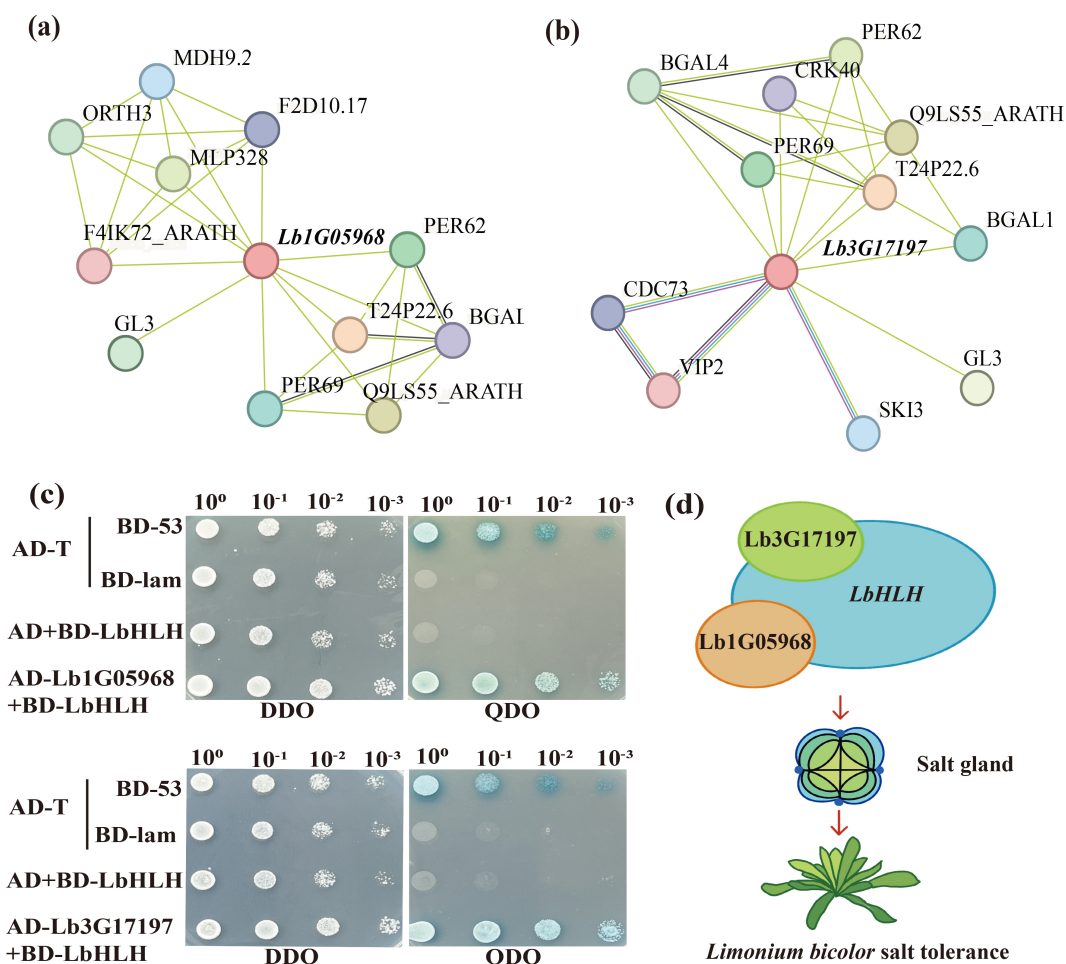 (a)
MDH9.2
ORTH3
F2D10.17
MLP328
F4IK72_ARATH
Lb1G05968
PER62
GL3
T24P22.6
BGAL
PER69
Q9LS55_ARATH
(b)
PER62
BGAL4
CRK40
Q9LS55_ARATH
PER69
T24P22.6
BGAL1
Lb3G17197
CDC73
VIP2
GL3
SKI3
(c)
10⁰ 10⁻¹ 10⁻² 10⁻³ 10⁰ 10⁻¹ 10⁻² 10⁻³
AD-T
BD-53
BD-lam
AD+BD-LbHLH
AD-Lb1G05968
+BD-LbHLH
DDO QDO
10⁰ 10⁻¹ 10⁻² 10⁻³ 10⁰ 10⁻¹ 10⁻² 10⁻³
AD-T
BD-53
BD-lam
AD+BD-LbHLH
AD-Lb3G17197
+BD-LbHLH
DDO QDO
(d)
Lb3G17197
LbHLH
Lb1G05968
Salt gland
Limonium bicolor salt tolerance